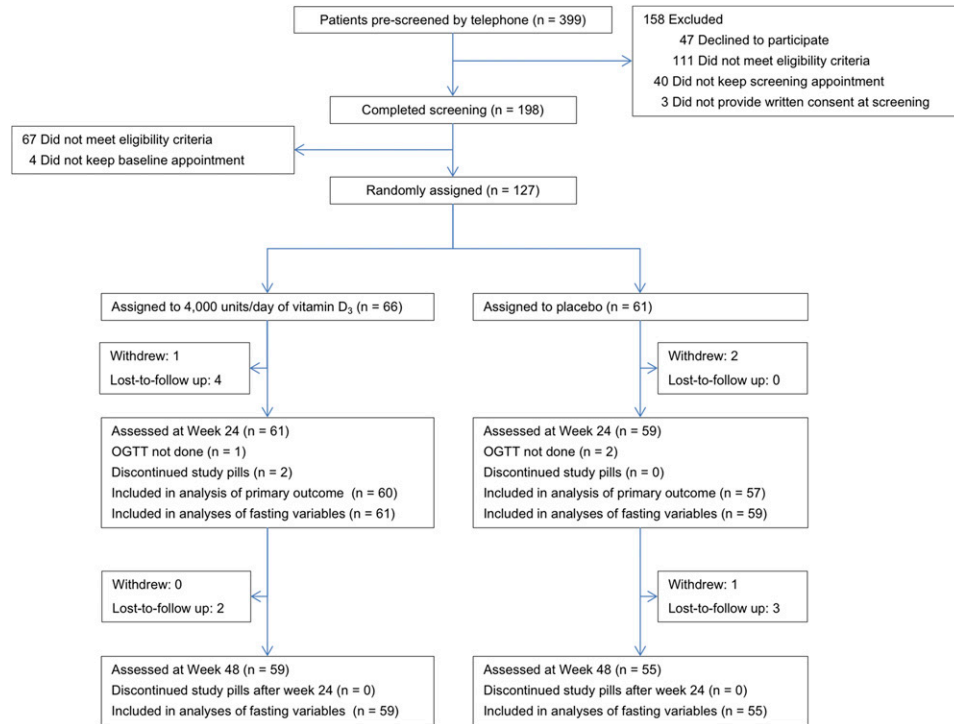 Patients pre-screened by telephone (n = 399)
158 Excluded
47 Declined to participate
111 Did not meet eligibility criteria
40 Did not keep screening appointment
3 Did not provide written consent at screening
Completed screening (n = 198)
67 Did not meet eligibility criteria
4 Did not keep baseline appointment
Randomly assigned (n = 127)
Assigned to 4,000 units/day of vitamin D₃ (n = 66)
Assigned to placebo (n = 61)
Withdrew: 1
Lost-to-follow up: 4
Withdrew: 2
Lost-to-follow up: 0
Assessed at Week 24 (n = 61)
OGTT not done (n = 1)
Discontinued study pills (n = 2)
Included in analysis of primary outcome (n = 60)
Included in analyses of fasting variables (n = 61)
Assessed at Week 24 (n = 59)
OGTT not done (n = 2)
Discontinued study pills (n = 0)
Included in analysis of primary outcome (n = 57)
Included in analyses of fasting variables (n = 59)
Withdrew: 0
Lost-to-follow up: 2
Withdrew: 1
Lost-to-follow up: 3
Assessed at Week 48 (n = 59)
Discontinued study pills after week 24 (n = 0)
Included in analyses of fasting variables (n = 59)
Assessed at Week 48 (n = 55)
Discontinued study pills after week 24 (n = 0)
Included in analyses of fasting variables (n = 55)